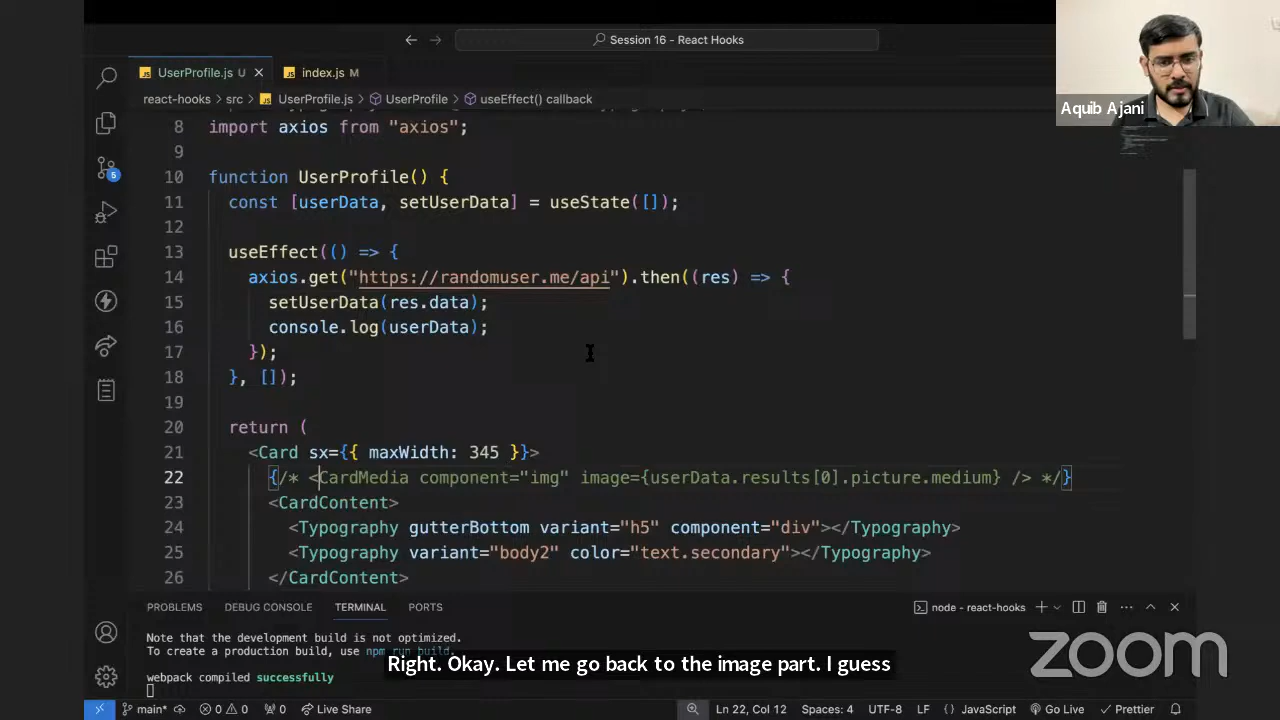 Session 16 - React Hooks
Aquib Ajani
UserProfile.js U
index.js M
react-hooks > src > UserProfile.js > UserProfile > useEffect() callback
8 import axios from "axios";
9
10 function UserProfile() {
11 const [userData, setUserData] = useState([]);
12
13 useEffect(() => {
14 axios.get("https://randomuser.me/api").then((res) => {
15 setUserData(res.data);
16 console.log(userData);
17 });
18 }, []);
19
20 return (
21 <Card sx={{ maxWidth: 345 }}>
22 {/* <CardMedia component="img" image={userData.results[0].picture.medium} /> */}
23 <CardContent>
24 <Typography gutterBottom variant="h5" component="div"></Typography>
25 <Typography variant="body2" color="text.secondary"></Typography>
26 </CardContent>
5
PROBLEMS DEBUG CONSOLE TERMINAL PORTS node - react-hooks
Note that the development build is not optimized.
To create a production build, use npm run build.
webpack compiled successfully
Right. Okay. Let me go back to the image part. I guess
zoom
main* 0 0 0 Live Share Ln 22, Col 12 Spaces: 4 UTF-8 LF {} JavaScript Go Live Prettier